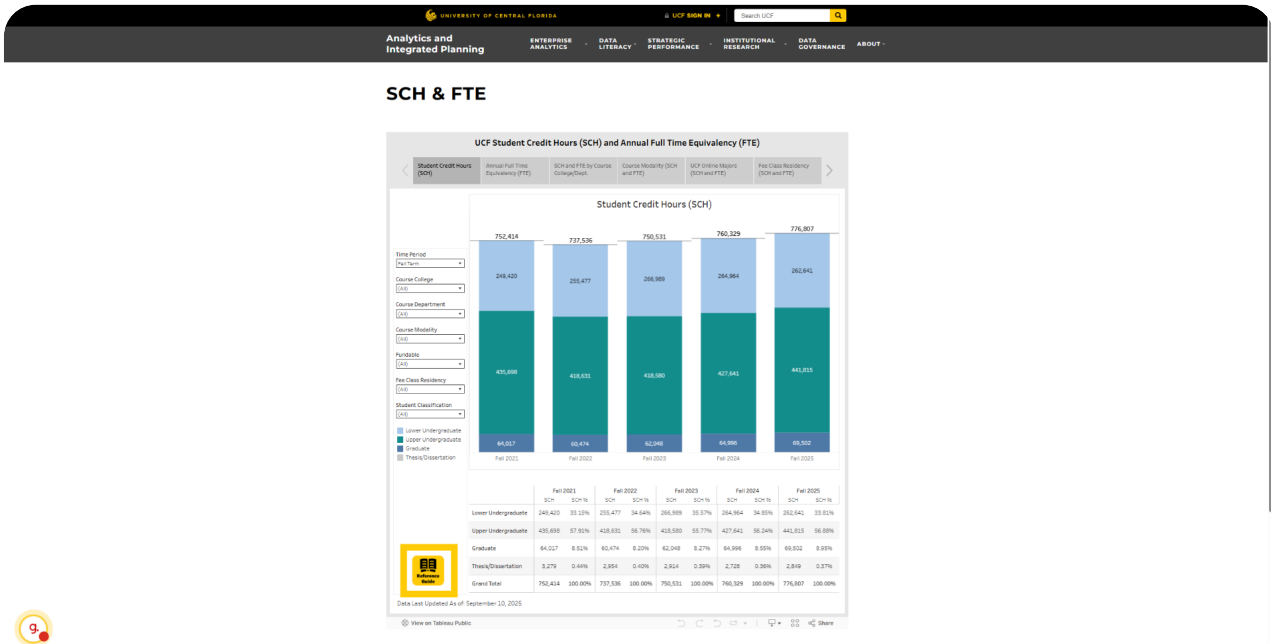 UNIVERSITY OF CENTRAL FLORIDA
UCF SIGN IN
Search UCF
Analytics and
Integrated Planning
ENTERPRISE
ANALYTICS
DATA
LITERACY
STRATEGIC
PERFORMANCE
INSTITUTIONAL
RESEARCH
DATA
GOVERNANCE
ABOUT
SCH & FTE
UCF Student Credit Hours (SCH) and Annual Full Time Equivalency (FTE)
Student Credit Hours
(SCH)
Annual Full Time
Equivalency (FTE)
SCH and FTE by Course
College/Dept.
Course Modality (SCH
and FTE)
UCF Online Majors
(SCH and FTE)
Fee Class Residency
(SCH and FTE)
Student Credit Hours (SCH)
752,414 737,536 750,531 760,329 776,807
249,420 255,477 266,989 264,964 262,641
435,698 418,631 418,580 427,641 441,815
64,017 60,474 62,048 64,996 69,502
Fall 2021 Fall 2022 Fall 2023 Fall 2024 Fall 2025
Time Period
Fall Term
Course College
(All)
Course Department
(All)
Course Modality
(All)
Fundable
(All)
Fee Class Residency
(All)
Student Classification
(All)
Lower Undergraduate
Upper Undergraduate
Graduate
Thesis/Dissertation
Fall 2021 Fall 2022 Fall 2023 Fall 2024 Fall 2025
SCH SCH % SCH SCH % SCH SCH % SCH SCH % SCH SCH %
Lower Undergraduate 249,420 33.15% 255,477 34.64% 266,989 35.57% 264,964 34.85% 262,641 33.81%
Upper Undergraduate 435,698 57.91% 418,631 56.76% 418,580 55.77% 427,641 56.24% 441,815 56.88%
Graduate 64,017 8.51% 60,474 8.20% 62,048 8.27% 64,996 8.55% 69,502 8.95%
Thesis/Dissertation 3,279 0.44% 2,954 0.40% 2,914 0.39% 2,728 0.36% 2,849 0.37%
Grand Total 752,414 100.00% 737,536 100.00% 750,531 100.00% 760,329 100.00% 776,807 100.00%
Reference
Guide
Data Last Updated As of: September 10, 2025
View on Tableau Public
Share
g.